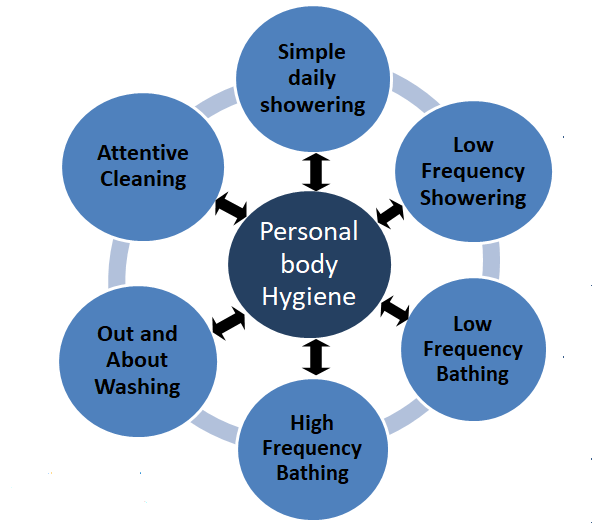 Simple
daily
showering
Low
Frequency
Showering
Low
Frequency
Bathing
High
Frequency
Bathing
Out and
About
Washing
Attentive
Cleaning
Personal
body
Hygiene